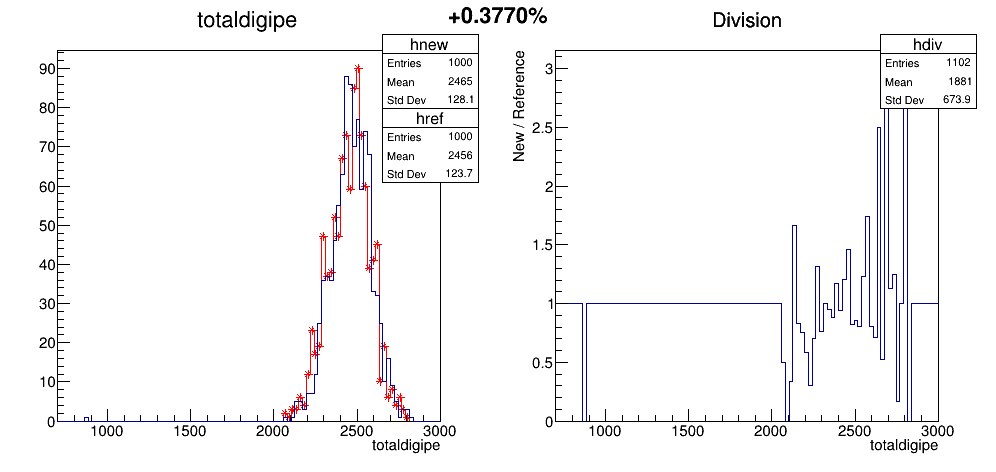 +0.3770%
totaldigipe
hnew
Entries 1000
Mean 2465
Std Dev 128.1
href
Entries 1000
Mean 2456
Std Dev 123.7
90
80
70
60
50
40
30
20
10
0
1000 1500 2000 2500 3000
totaldigipe
Division
hdiv
Entries 1102
Mean 1881
Std Dev 673.9
New / Reference
3
2.5
2
1.5
1
0.5
0
1000 1500 2000 2500 3000
totaldigipe